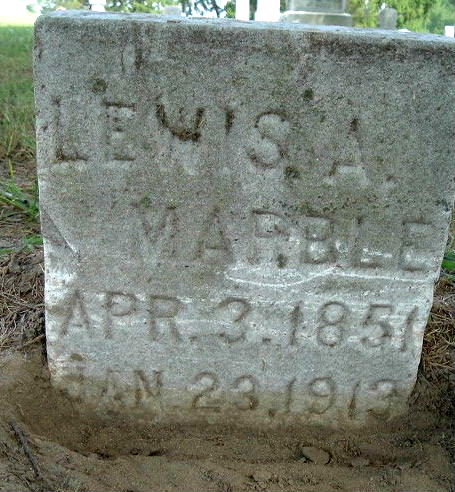 LEWIS A.
MARBLE
APR. 3. 1851
JAN. 23, 1913